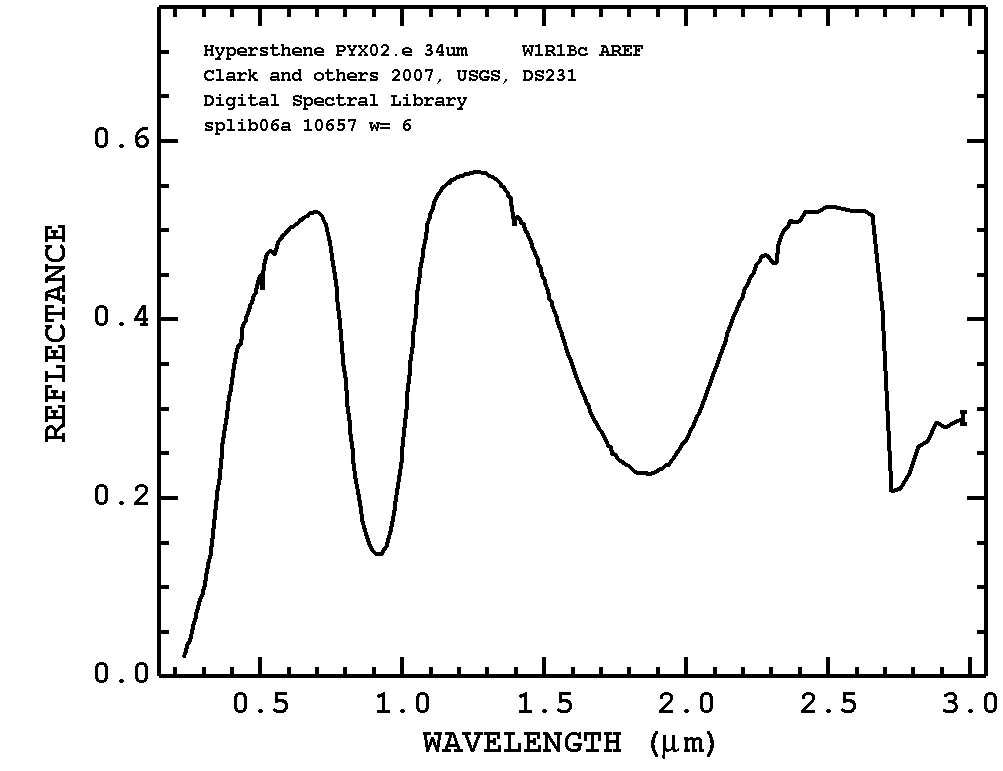 Hypersthene PYX02.e 34um W1R1Bc AREF
Clark and others 2007, USGS, DS231
Digital Spectral Library
splib06a 10657 w= 6
0.6
0.4
0.2
0.0
REFLECTANCE
0.5 1.0 1.5 2.0 2.5 3.0
WAVELENGTH (μm)